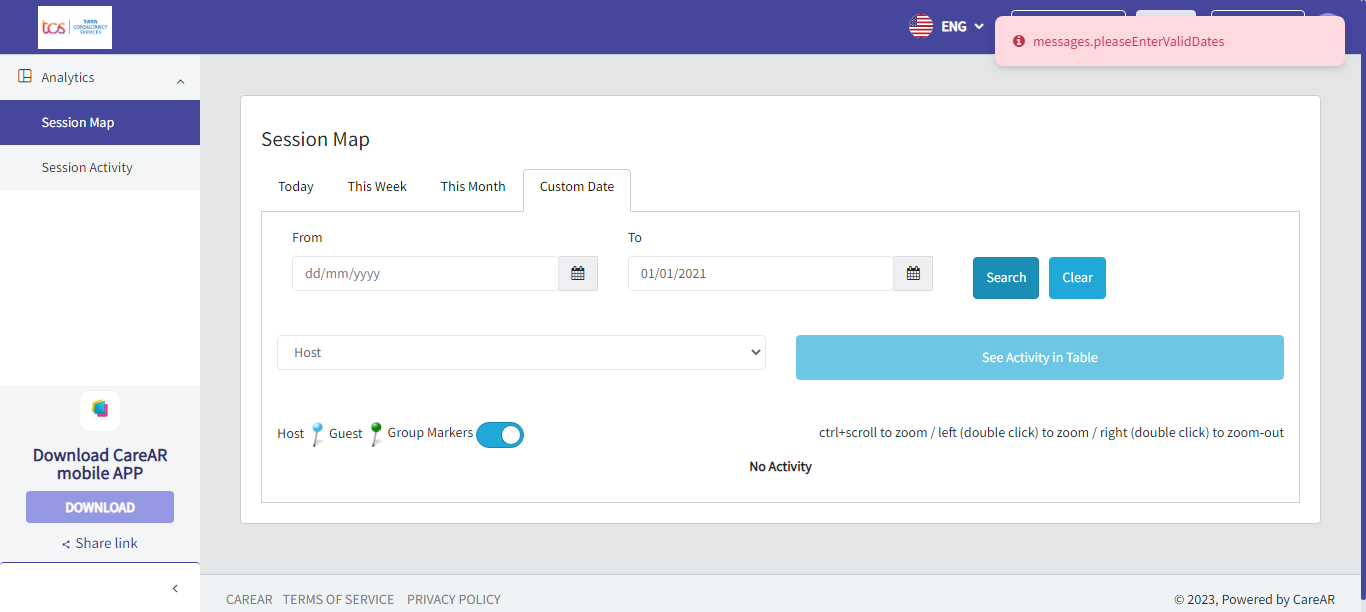 tcs TATA
CONSULTANCY
SERVICES
ENG
messages.pleaseEnterValidDates
Analytics
Session Map
Session Activity
Session Map
Today This Week This Month Custom Date
From To
dd/mm/yyyy 01/01/2021 Search Clear
Host See Activity in Table
Host Guest Group Markers ctrl+scroll to zoom / left (double click) to zoom / right (double click) to zoom-out
No Activity
Download CareAR
mobile APP
DOWNLOAD
Share link
CAREAR TERMS OF SERVICE PRIVACY POLICY © 2023, Powered by CareAR